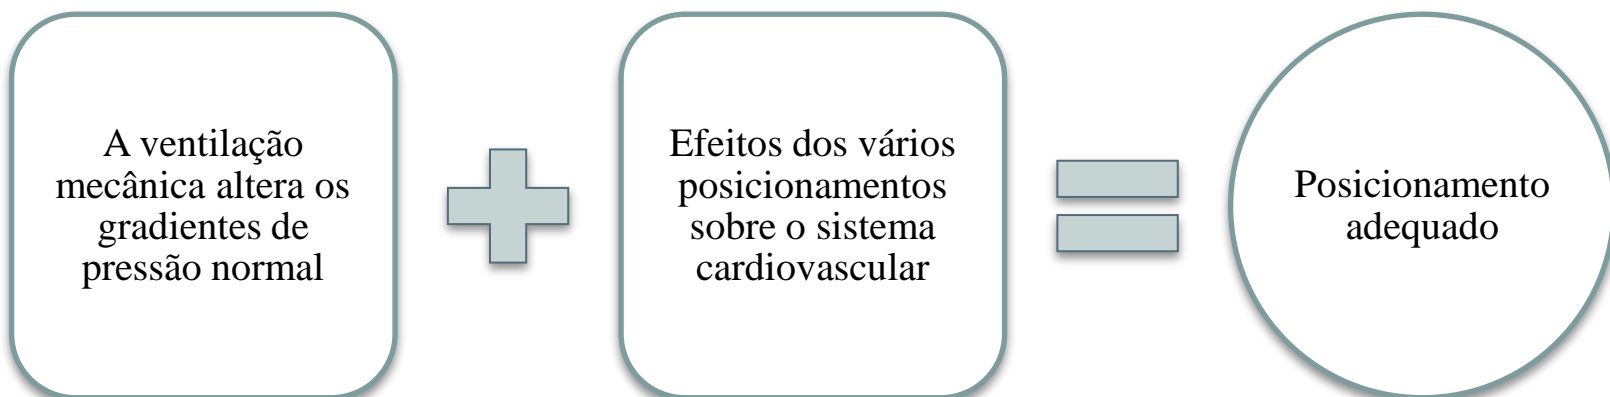 A ventilação
mecânica altera os
gradientes de
pressão normal
Efeitos dos vários
posicionamentos
sobre o sistema
cardiovascular
Posicionamento
adequado